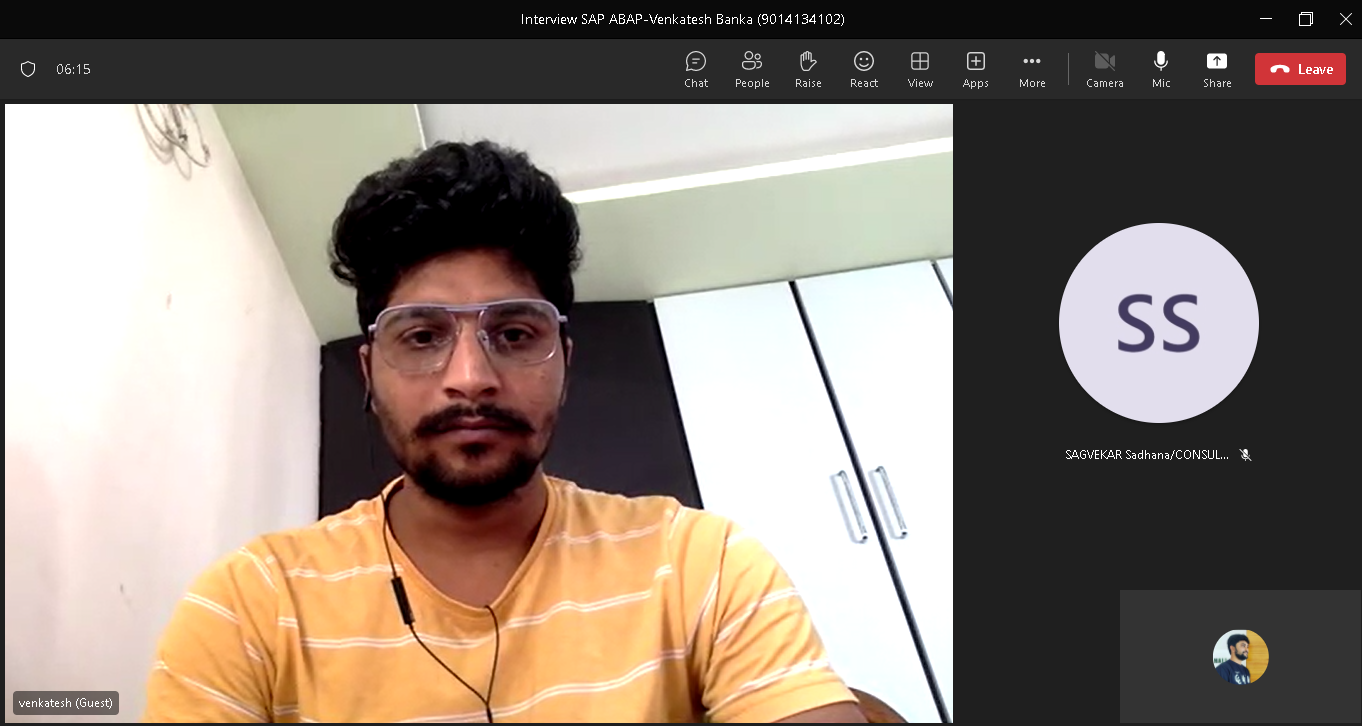 Interview SAP ABAP-Venkatesh Banka (9014134102)
06:15
Chat
People
Raise
React
View
Apps
More
Camera
Mic
Share
Leave
SS
SAGVEKAR Sadhana/CONSUL...
venkatesh (Guest)